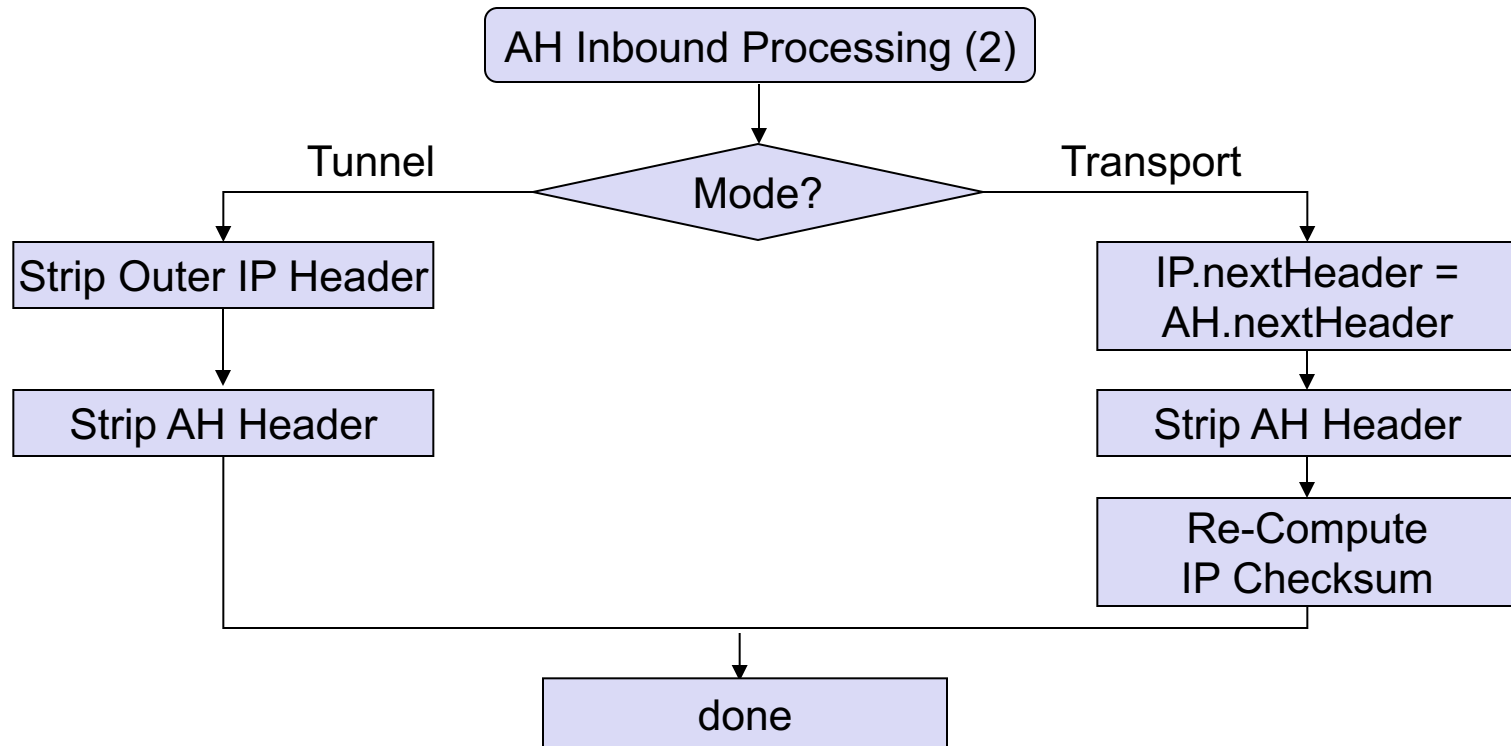 AH Inbound Processing (2)
Tunnel
Mode?
Transport
Strip Outer IP Header
Strip AH Header
IP.nextHeader =
AH.nextHeader
Strip AH Header
Re-Compute
IP Checksum
done